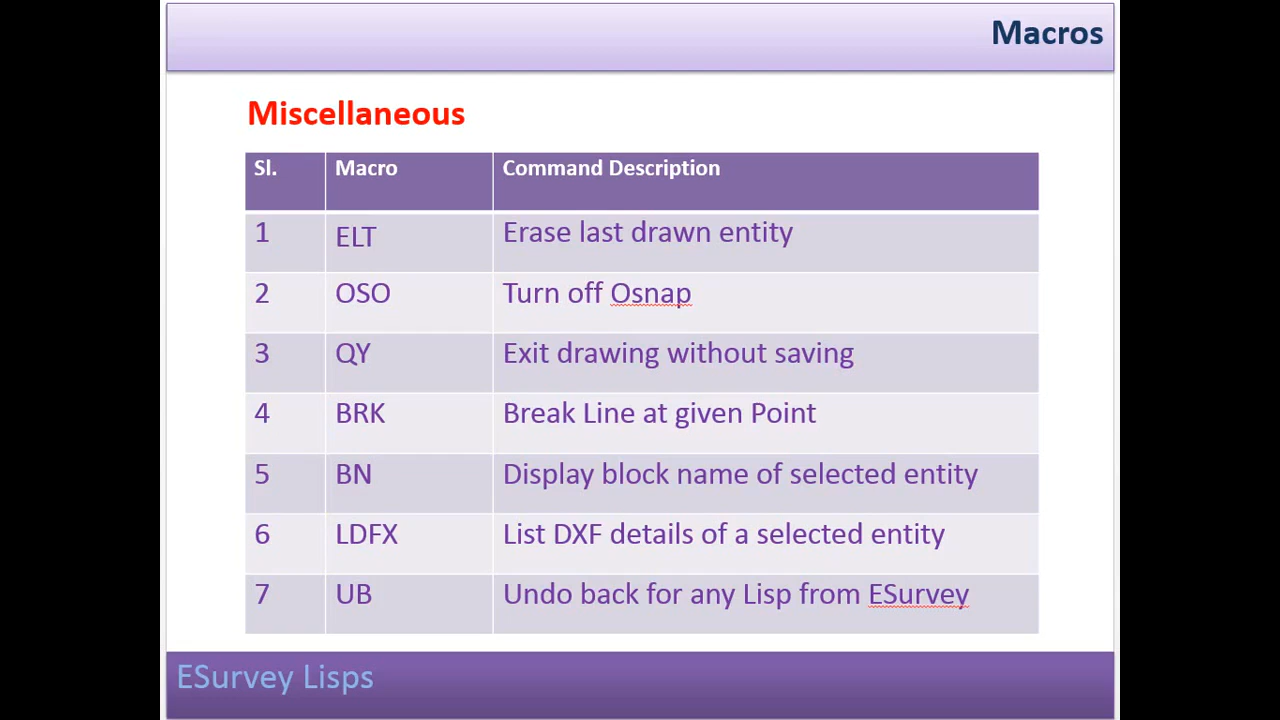 Macros
Miscellaneous
Sl. Macro Command Description
1 ELT Erase last drawn entity
2 OSO Turn off Osnap
3 QY Exit drawing without saving
4 BRK Break Line at given Point
5 BN Display block name of selected entity
6 LDFX List DXF details of a selected entity
7 UB Undo back for any Lisp from ESurvey
ESurvey Lisps